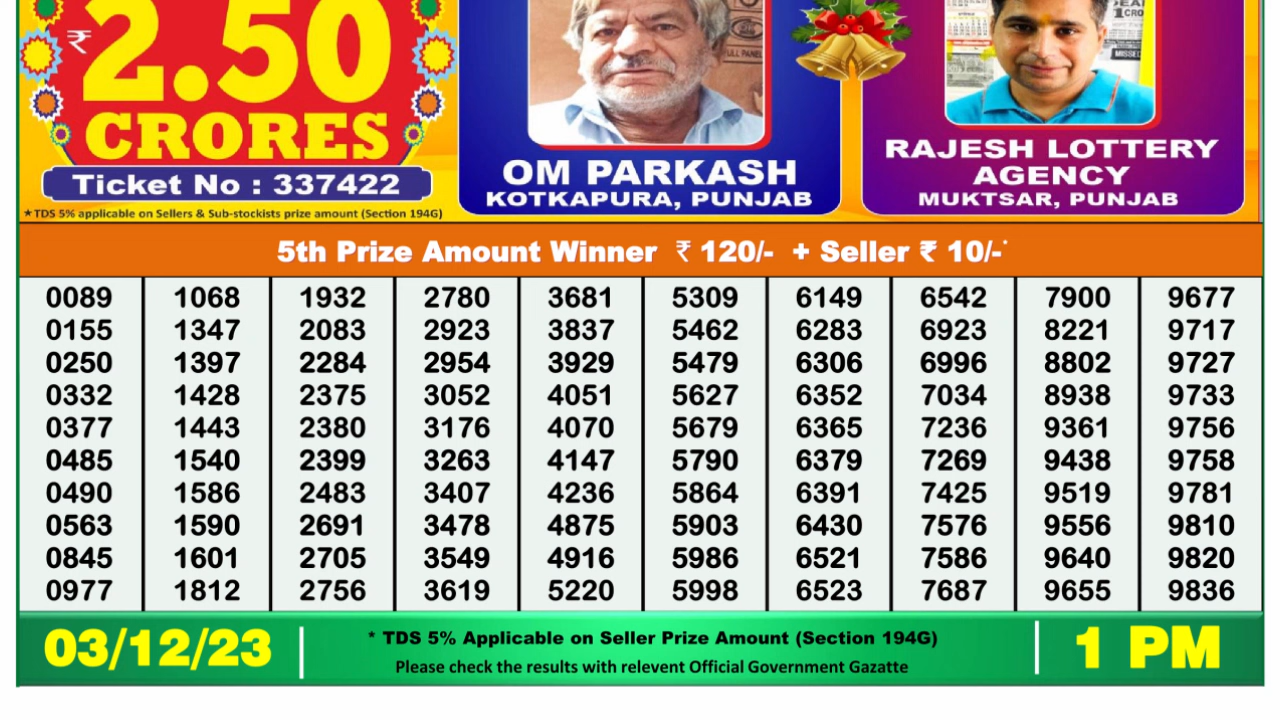 ₹ 2.50
CRORES
Ticket No : 337422
★TDS 5% applicable on Sellers & Sub-stockists prize amount (Section 194G)
FULL PANEL
OM PARKASH
KOTKAPURA, PUNJAB
1CRO
RAJESH LOTTERY
AGENCY
MUKTSAR, PUNJAB
5th Prize Amount Winner ₹ 120/- + Seller ₹ 10/-*
0089 1068 1932 2780 3681 5309 6149 6542 7900 9677
0155 1347 2083 2923 3837 5462 6283 6923 8221 9717
0250 1397 2284 2954 3929 5479 6306 6996 8802 9727
0332 1428 2375 3052 4051 5627 6352 7034 8938 9733
0377 1443 2380 3176 4070 5679 6365 7236 9361 9756
0485 1540 2399 3263 4147 5790 6379 7269 9438 9758
0490 1586 2483 3407 4236 5864 6391 7425 9519 9781
0563 1590 2691 3478 4875 5903 6430 7576 9556 9810
0845 1601 2705 3549 4916 5986 6521 7586 9640 9820
0977 1812 2756 3619 5220 5998 6523 7687 9655 9836
03/12/23
* TDS 5% Applicable on Seller Prize Amount (Section 194G)
Please check the results with relevent Official Government Gazatte
1 PM